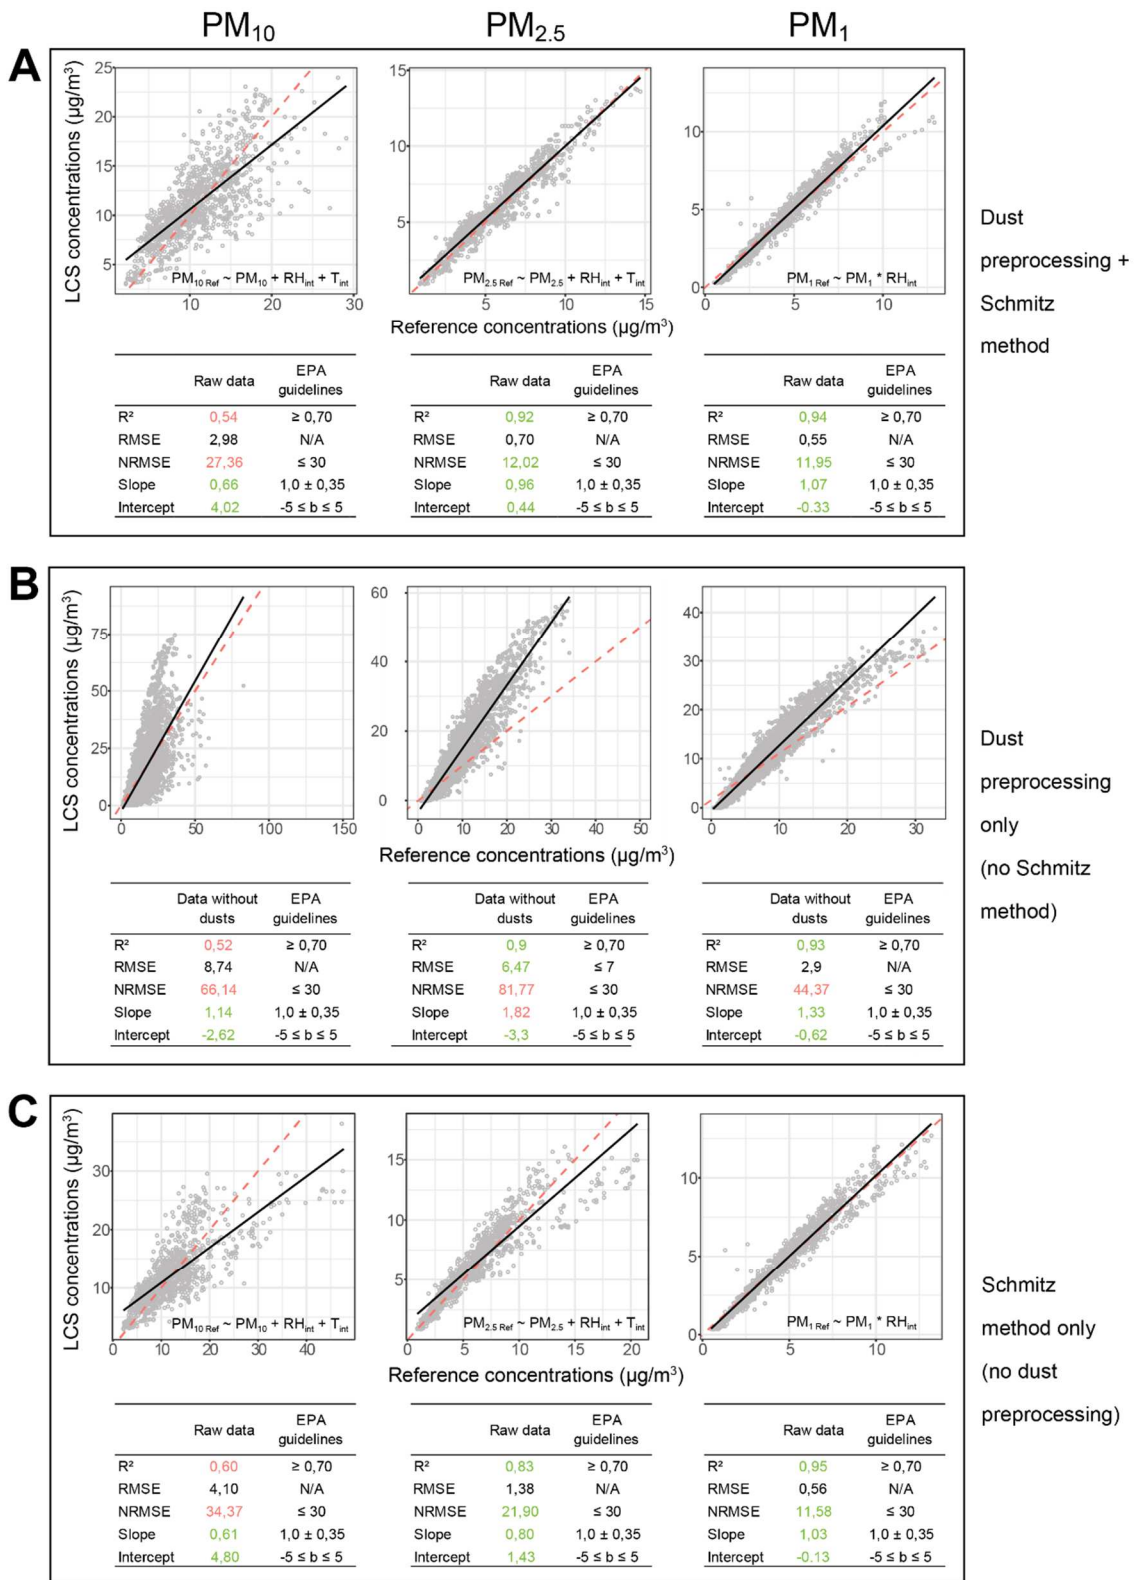 PM10 PM2.5 PM1
A
LCS concentrations (µg/m³)
25
20
15
10
5
0 10 20 30
PM10 Ref ~ PM10 + RHint + Tint
15
10
5
5 10 15
PM2.5 Ref ~ PM2.5 + RHint + Tint
10
5
0
0 5 10
PM1 Ref ~ PM1 * RHint
Reference concentrations (µg/m³)
Dust
preprocessing +
Schmitz
method
Raw data EPA guidelines
R² 0,54 ≥ 0,70
RMSE 2,98 N/A
NRMSE 27,36 ≤ 30
Slope 0,66 1,0 ± 0,35
Intercept 4,02 -5 ≤ b ≤ 5
Raw data EPA guidelines
R² 0,92 ≥ 0,70
RMSE 0,70 N/A
NRMSE 12,02 ≤ 30
Slope 0,96 1,0 ± 0,35
Intercept 0,44 -5 ≤ b ≤ 5
Raw data EPA guidelines
R² 0,94 ≥ 0,70
RMSE 0,55 N/A
NRMSE 11,95 ≤ 30
Slope 1,07 1,0 ± 0,35
Intercept -0.33 -5 ≤ b ≤ 5
B
LCS concentrations (µg/m³)
75
50
25
0
0 50 100 150
60
40
20
0
0 10 20 30 40 50
40
30
20
10
0
0 10 20 30
Reference concentrations (µg/m³)
Dust
preprocessing
only
(no Schmitz
method)
Data without dusts EPA guidelines
R² 0,52 ≥ 0,70
RMSE 8,74 N/A
NRMSE 66,14 ≤ 30
Slope 1,14 1,0 ± 0,35
Intercept -2,62 -5 ≤ b ≤ 5
Data without dusts EPA guidelines
R² 0,9 ≥ 0,70
RMSE 6,47 ≤ 7
NRMSE 81,77 ≤ 30
Slope 1,82 1,0 ± 0,35
Intercept -3,3 -5 ≤ b ≤ 5
Data without dusts EPA guidelines
R² 0,93 ≥ 0,70
RMSE 2,9 N/A
NRMSE 44,37 ≤ 30
Slope 1,33 1,0 ± 0,35
Intercept -0,62 -5 ≤ b ≤ 5
C
LCS concentrations (µg/m³)
30
20
10
0 10 20 30 40
PM10 Ref ~ PM10 + RHint + Tint
15
10
5
0 5 10 15 20
PM2.5 Ref ~ PM2.5 + RHint + Tint
10
5
0
0 5 10
PM1 Ref ~ PM1 * RHint
Reference concentrations (µg/m³)
Schmitz
method only
(no dust
preprocessing)
Raw data EPA guidelines
R² 0,60 ≥ 0,70
RMSE 4,10 N/A
NRMSE 34,37 ≤ 30
Slope 0,61 1,0 ± 0,35
Intercept 4,80 -5 ≤ b ≤ 5
Raw data EPA guidelines
R² 0,83 ≥ 0,70
RMSE 1,38 N/A
NRMSE 21,90 ≤ 30
Slope 0,80 1,0 ± 0,35
Intercept 1,43 -5 ≤ b ≤ 5
Raw data EPA guidelines
R² 0,95 ≥ 0,70
RMSE 0,56 N/A
NRMSE 11,58 ≤ 30
Slope 1,03 1,0 ± 0,35
Intercept -0.13 -5 ≤ b ≤ 5